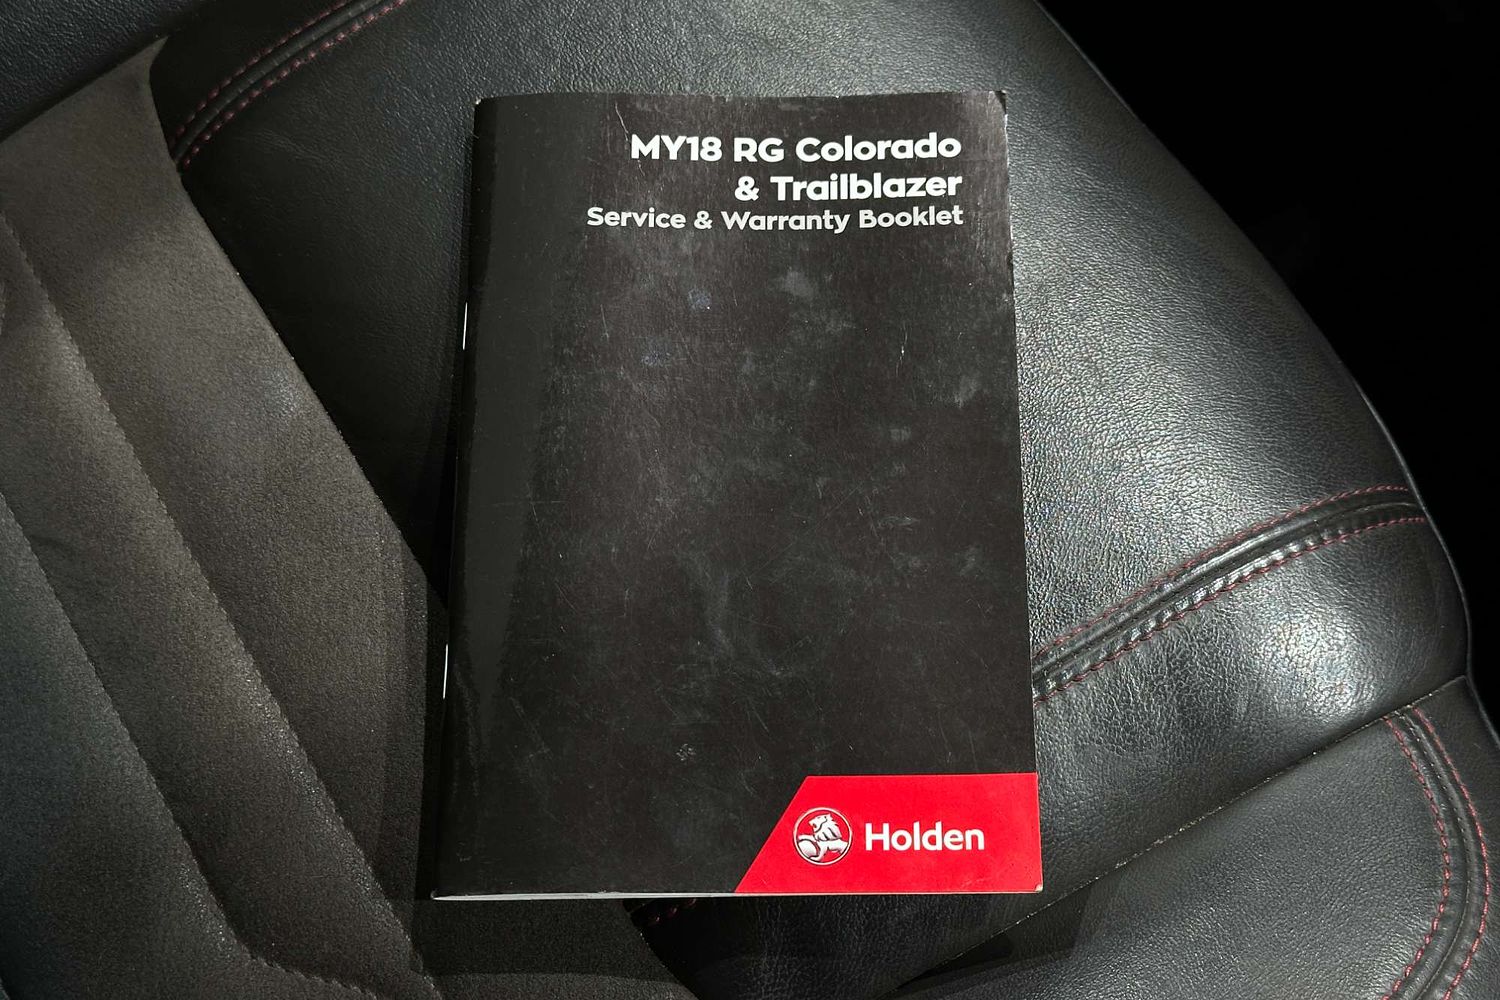 MY18 RG Colorado
& Trailblazer
Service & Warranty Booklet
Holden